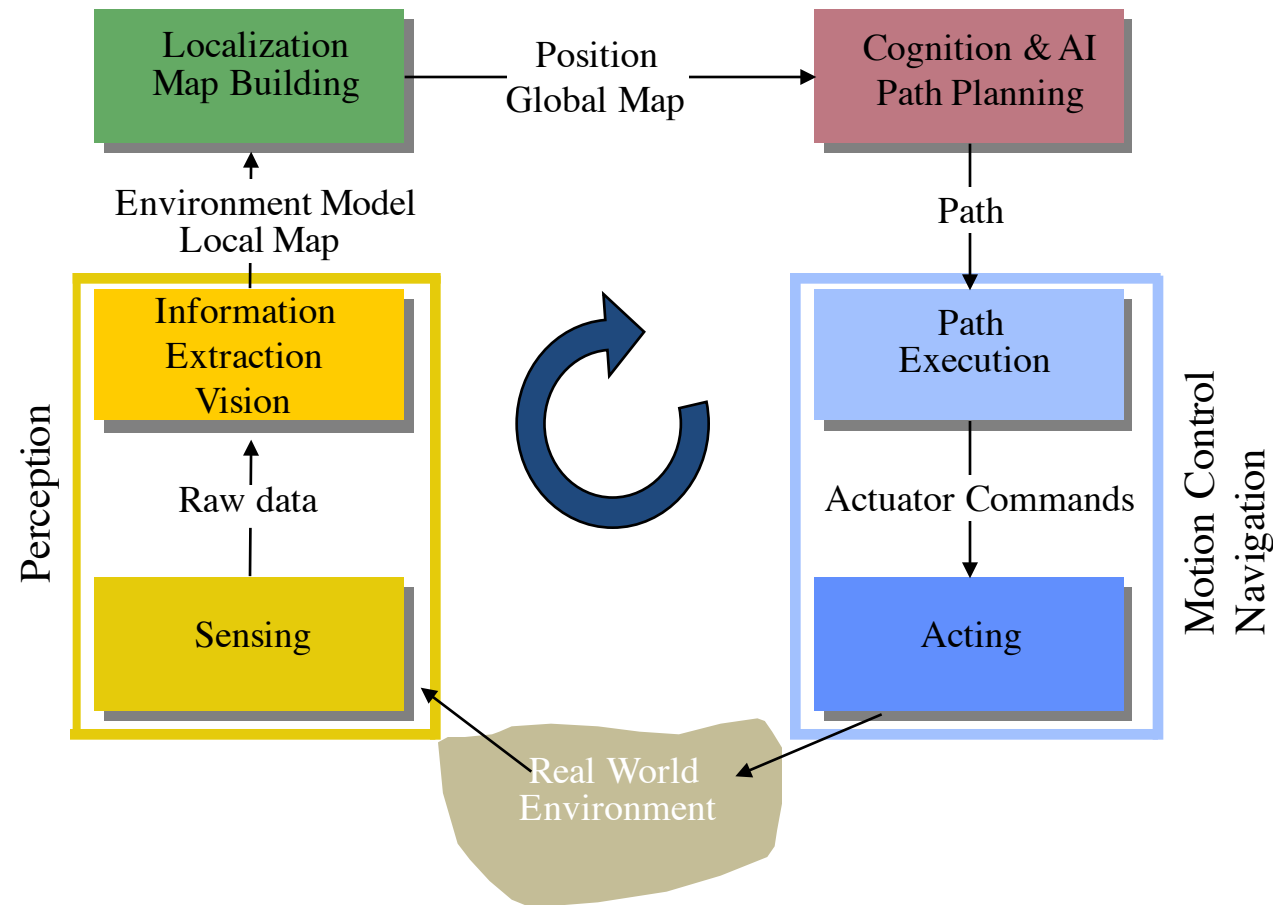 Localization
Map Building
Position
Global Map
Cognition & AI
Path Planning
Environment Model
Local Map
Path
Information
Extraction
Vision
Path
Execution
Perception
Raw data
Actuator Commands
Motion Control
Navigation
Sensing
Acting
Real World
Environment